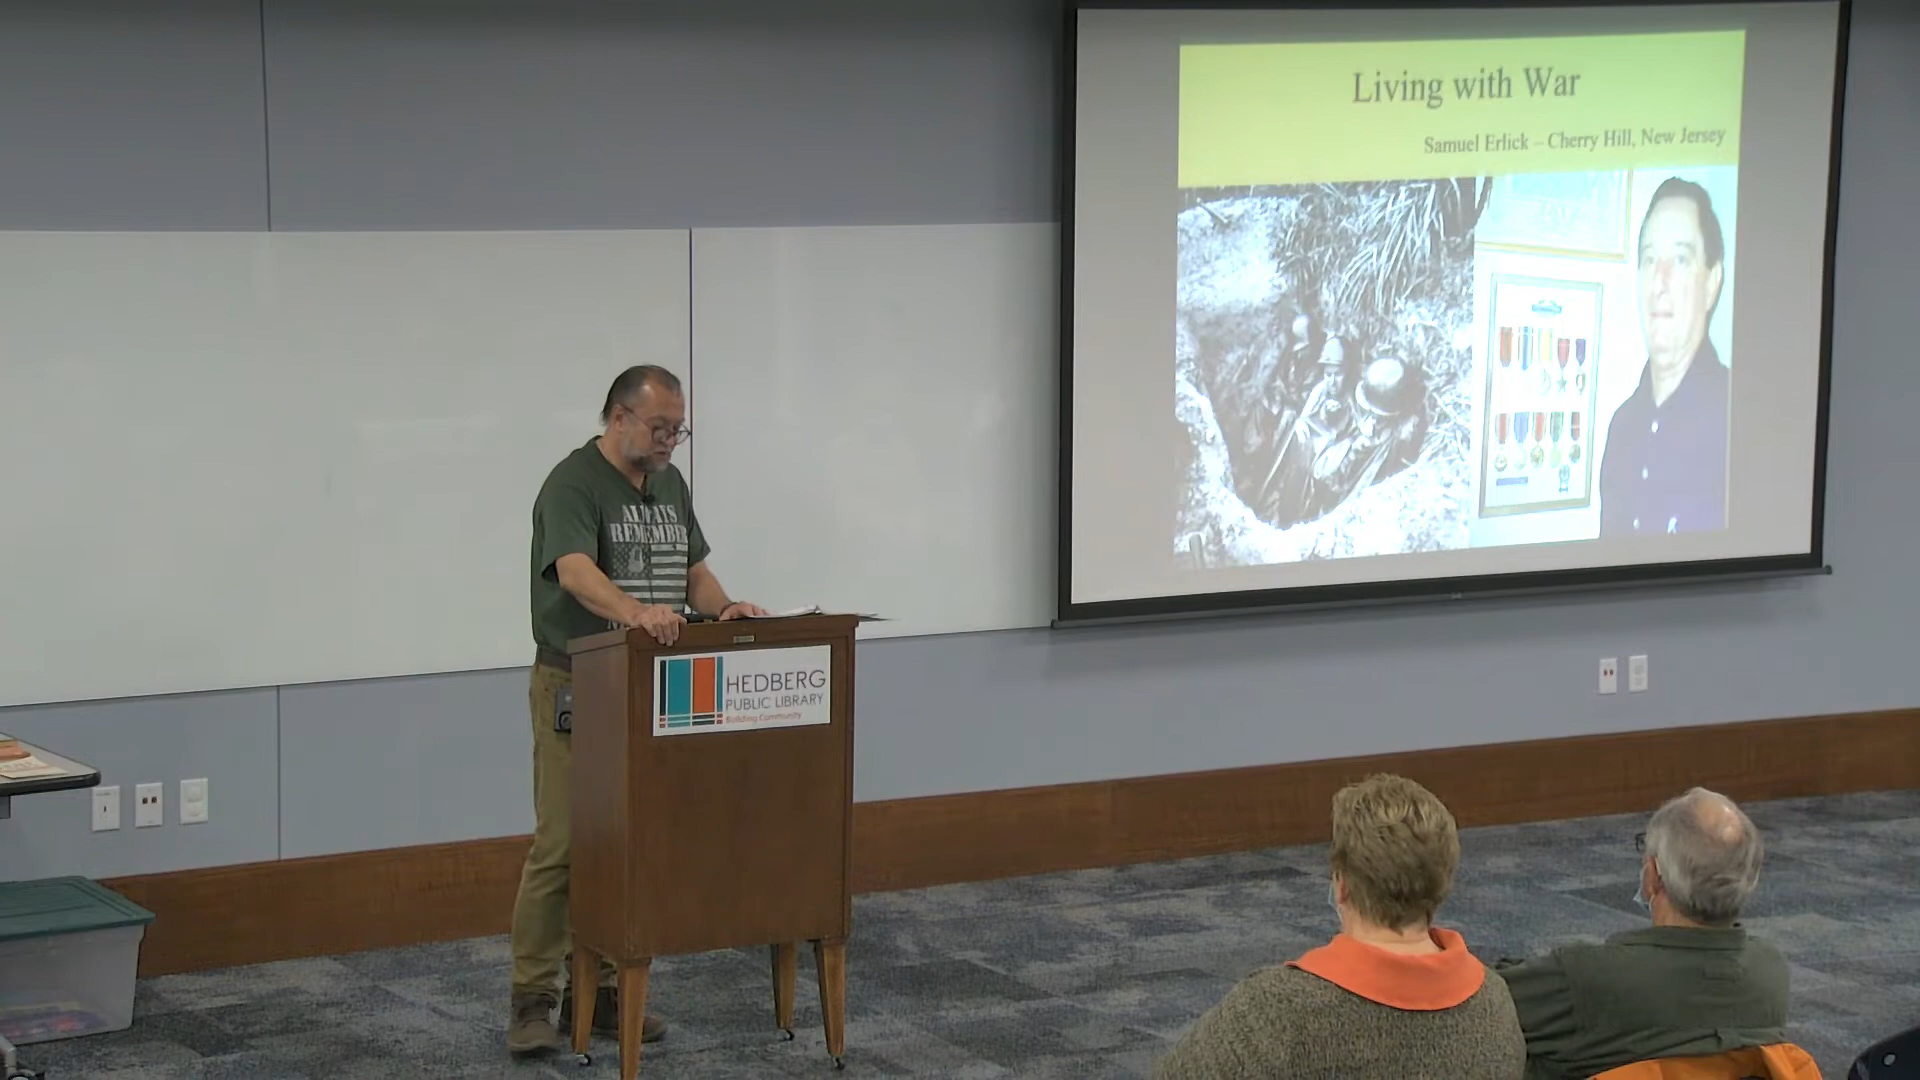 Living with War
Samuel Erlick – Cherry Hill, New Jersey
ALWAYS
REMEMBER
HEDBERG
PUBLIC LIBRARY
Building Community